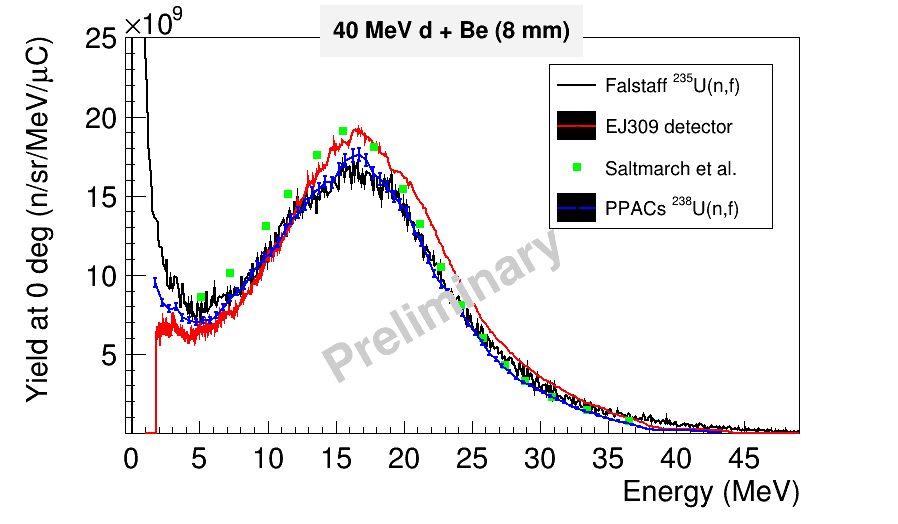 ×10⁹
40 MeV d + Be (8 mm)
Yield at 0 deg (n/sr/MeV/μC)
25
20
15
10
5
Falstaff ²³⁵U(n,f)
EJ309 detector
Saltmarch et al.
PPACs ²³⁸U(n,f)
Preliminary
0 5 10 15 20 25 30 35 40 45
Energy (MeV)